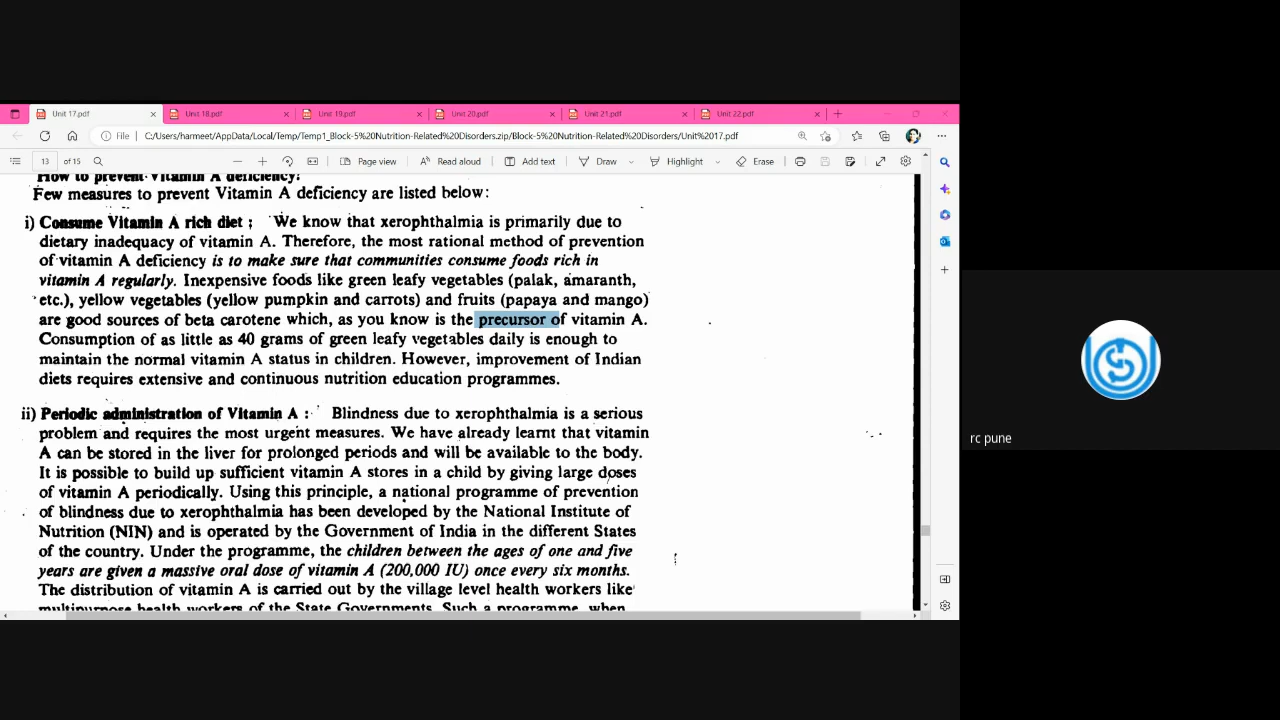 Unit 17.pdf
Unit 18.pdf
Unit 19.pdf
Unit 20.pdf
Unit 21.pdf
Unit 22.pdf
File C:/Users/harmeet/AppData/Local/Temp/Temp1_Block-5%20Nutrition-Related%20Disorders.zip/Block-5%20Nutrition-Related%20Disorders/Unit%2017.pdf
13 of 15 Page view Read aloud Add text Draw Highlight Erase
How to prevent Vitamin A deficiency:
Few measures to prevent Vitamin A deficiency are listed below:
i) Consume Vitamin A rich diet : We know that xerophthalmia is primarily due to
dietary inadequacy of vitamin A. Therefore, the most rational method of prevention
of vitamin A deficiency is to make sure that communities consume foods rich in
vitamin A regularly. Inexpensive foods like green leafy vegetables (palak, amaranth,
etc.), yellow vegetables (yellow pumpkin and carrots) and fruits (papaya and mango)
are good sources of beta carotene which, as you know is the precursor of vitamin A.
Consumption of as little as 40 grams of green leafy vegetables daily is enough to
maintain the normal vitamin A status in children. However, improvement of Indian
diets requires extensive and continuous nutrition education programmes.
ii) Periodic administration of Vitamin A : Blindness due to xerophthalmia is a serious
problem and requires the most urgent measures. We have already learnt that vitamin
A can be stored in the liver for prolonged periods and will be available to the body.
It is possible to build up sufficient vitamin A stores in a child by giving large doses
of vitamin A periodically. Using this principle, a national programme of prevention
of blindness due to xerophthalmia has been developed by the National Institute of
Nutrition (NIN) and is operated by the Government of India in the different States
of the country. Under the programme, the children between the ages of one and five
years are given a massive oral dose of vitamin A (200,000 IU) once every six months.
The distribution of vitamin A is carried out by the village level health workers like
multipurpose health workers of the State Governments. Such a programme, when
rc pune